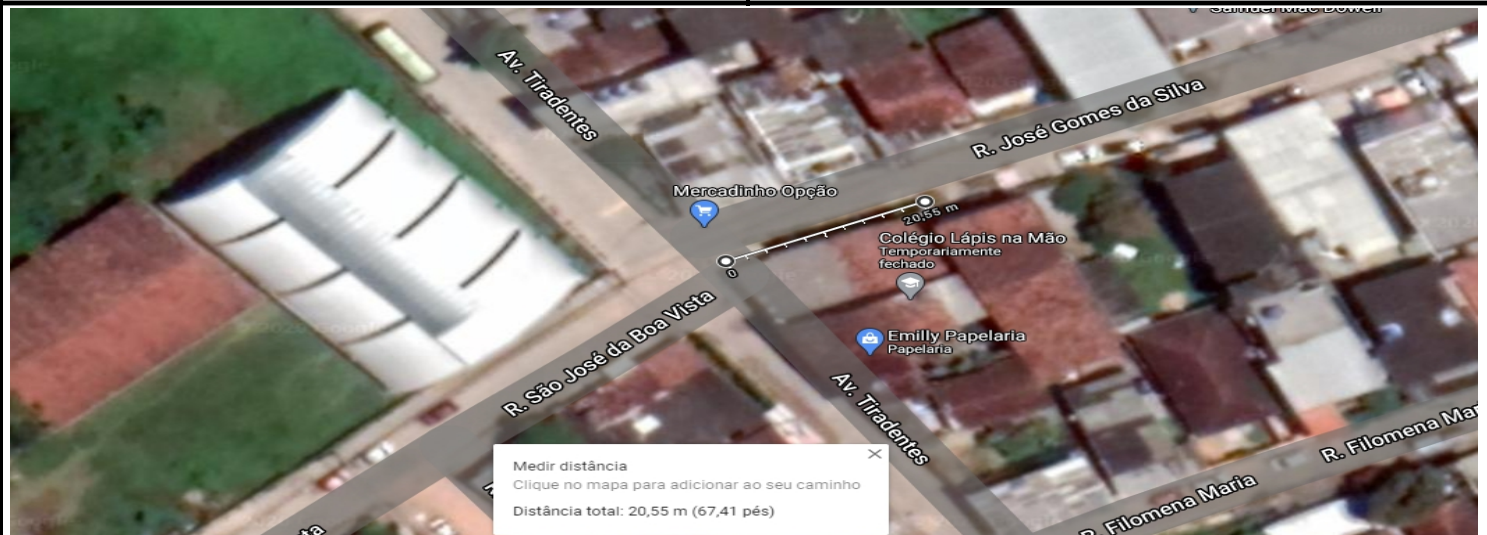 Samuel Mac Dowell
Av. Tiradentes
R. José Gomes da Silva
Mercadinho Opção
20,55 m
Colégio Lápis na Mão
Temporariamente
fechado
0
R. São José da Boa Vista
Emilly Papelaria
Papelaria
Av. Tiradentes
R. Filomena Mar
R. Filomena Maria
Medir distância
Clique no mapa para adicionar ao seu caminho
Distância total: 20,55 m (67,41 pés)
ta